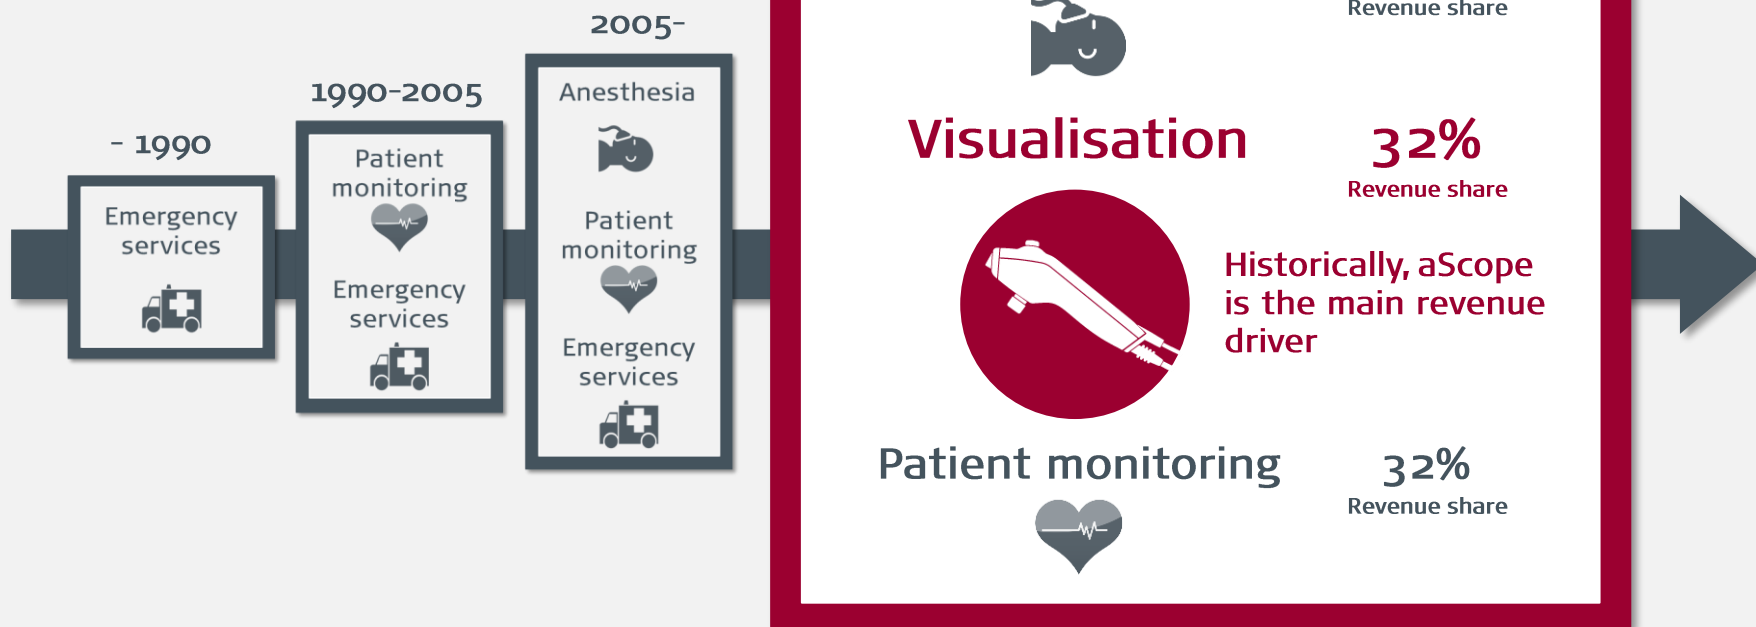 - 1990
Emergency
services
1990-2005
Patient
monitoring
Emergency
services
2005-
Anesthesia
Patient
monitoring
Emergency
services
Revenue share
Visualisation
32%
Revenue share
Historically, aScope
is the main revenue
driver
Patient monitoring
32%
Revenue share